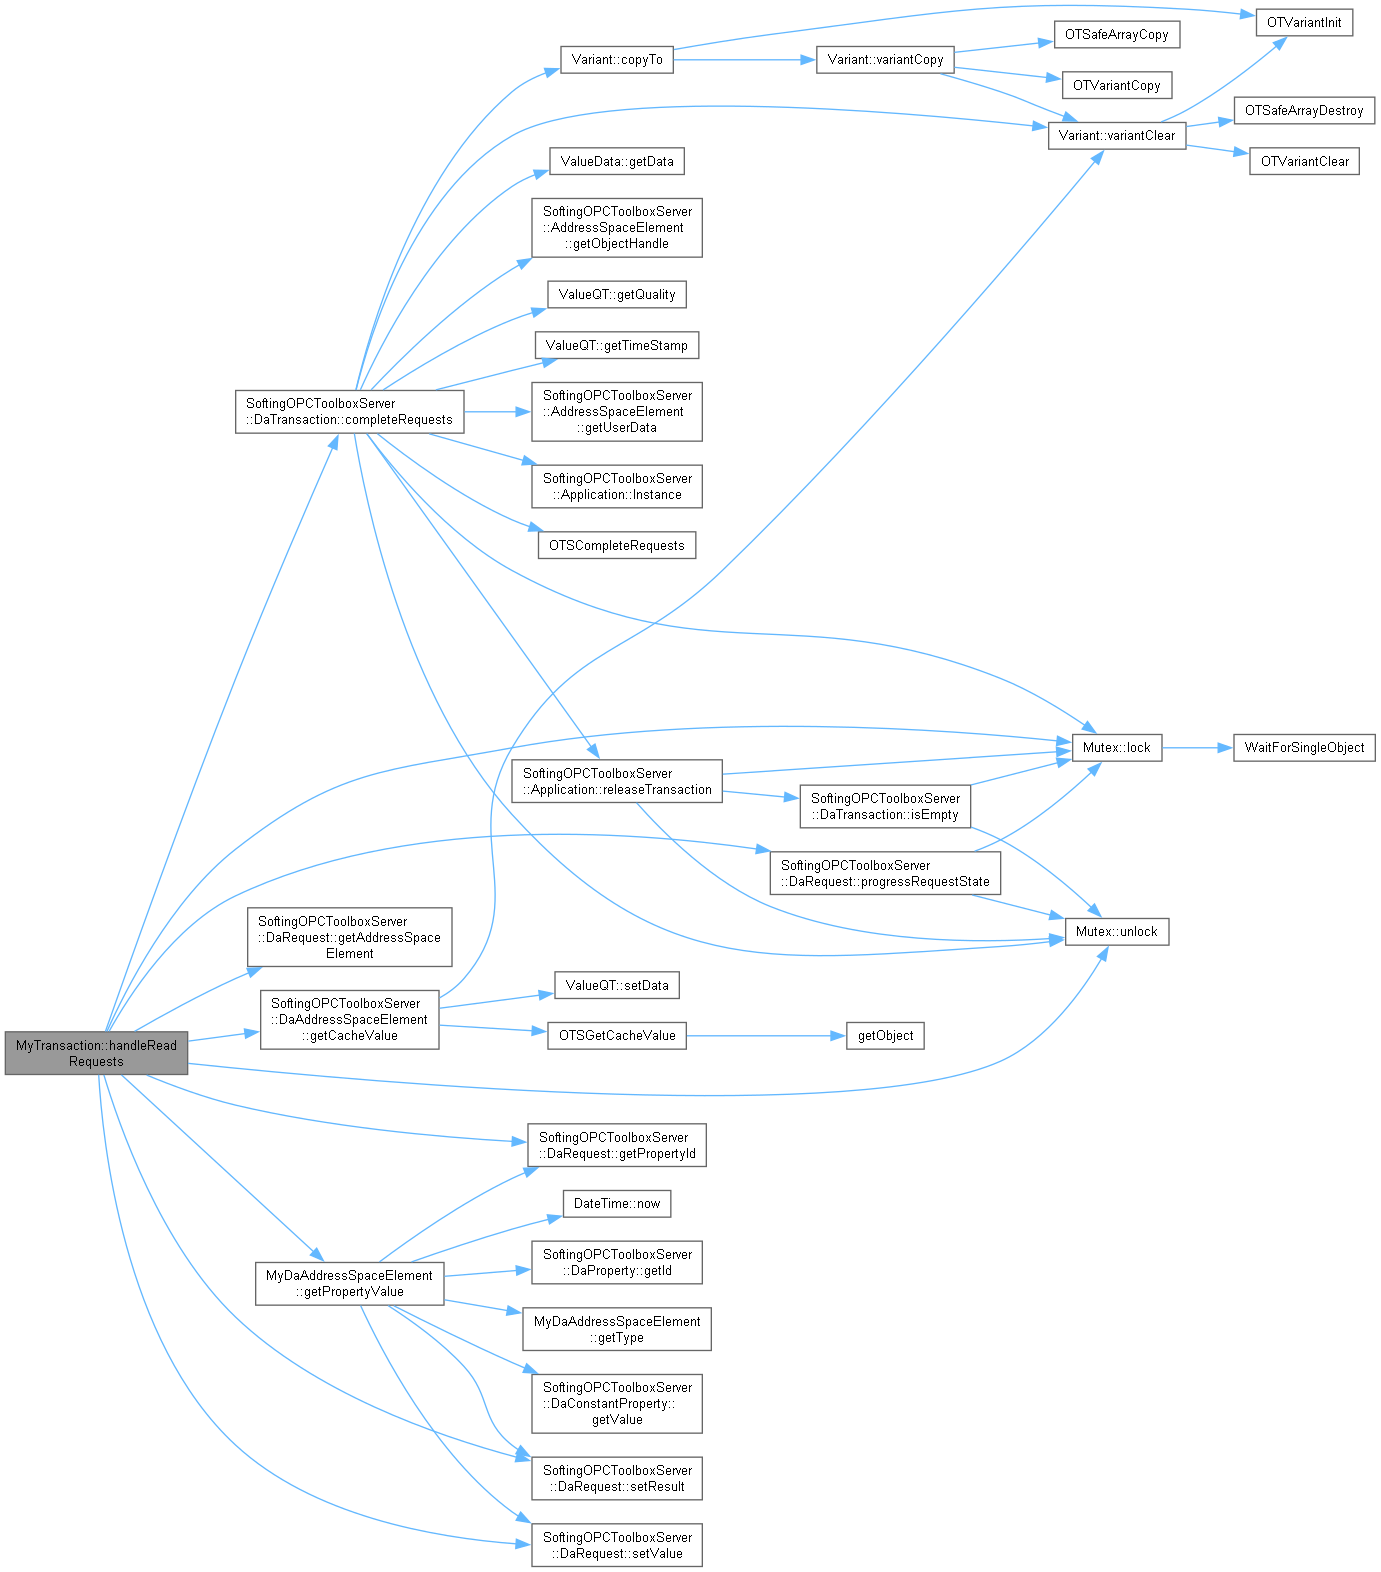 OTVariantInit
OTSafeArrayCopy
Variant::copyTo
Variant::variantCopy
OTVariantCopy
OTSafeArrayDestroy
Variant::variantClear
ValueData::getData
OTVariantClear
SoftingOPCToolboxServer
::AddressSpaceElement
::getObjectHandle
ValueQT::getQuality
ValueQT::getTimeStamp
SoftingOPCToolboxServer
::DaTransaction::completeRequests
SoftingOPCToolboxServer
::AddressSpaceElement
::getUserData
SoftingOPCToolboxServer
::Application::Instance
OTSCompleteRequests
Mutex::lock
WaitForSingleObject
SoftingOPCToolboxServer
::Application::releaseTransaction
SoftingOPCToolboxServer
::DaTransaction::isEmpty
SoftingOPCToolboxServer
::DaRequest::progressRequestState
SoftingOPCToolboxServer
::DaRequest::getAddressSpace
Element
Mutex::unlock
ValueQT::setData
SoftingOPCToolboxServer
::DaAddressSpaceElement
::getCacheValue
OTSGetCacheValue
getObject
MyTransaction::handleRead
Requests
SoftingOPCToolboxServer
::DaRequest::getPropertyId
DateTime::now
SoftingOPCToolboxServer
::DaProperty::getId
MyDaAddressSpaceElement
::getPropertyValue
MyDaAddressSpaceElement
::getType
SoftingOPCToolboxServer
::DaConstantProperty::
getValue
SoftingOPCToolboxServer
::DaRequest::setResult
SoftingOPCToolboxServer
::DaRequest::setValue